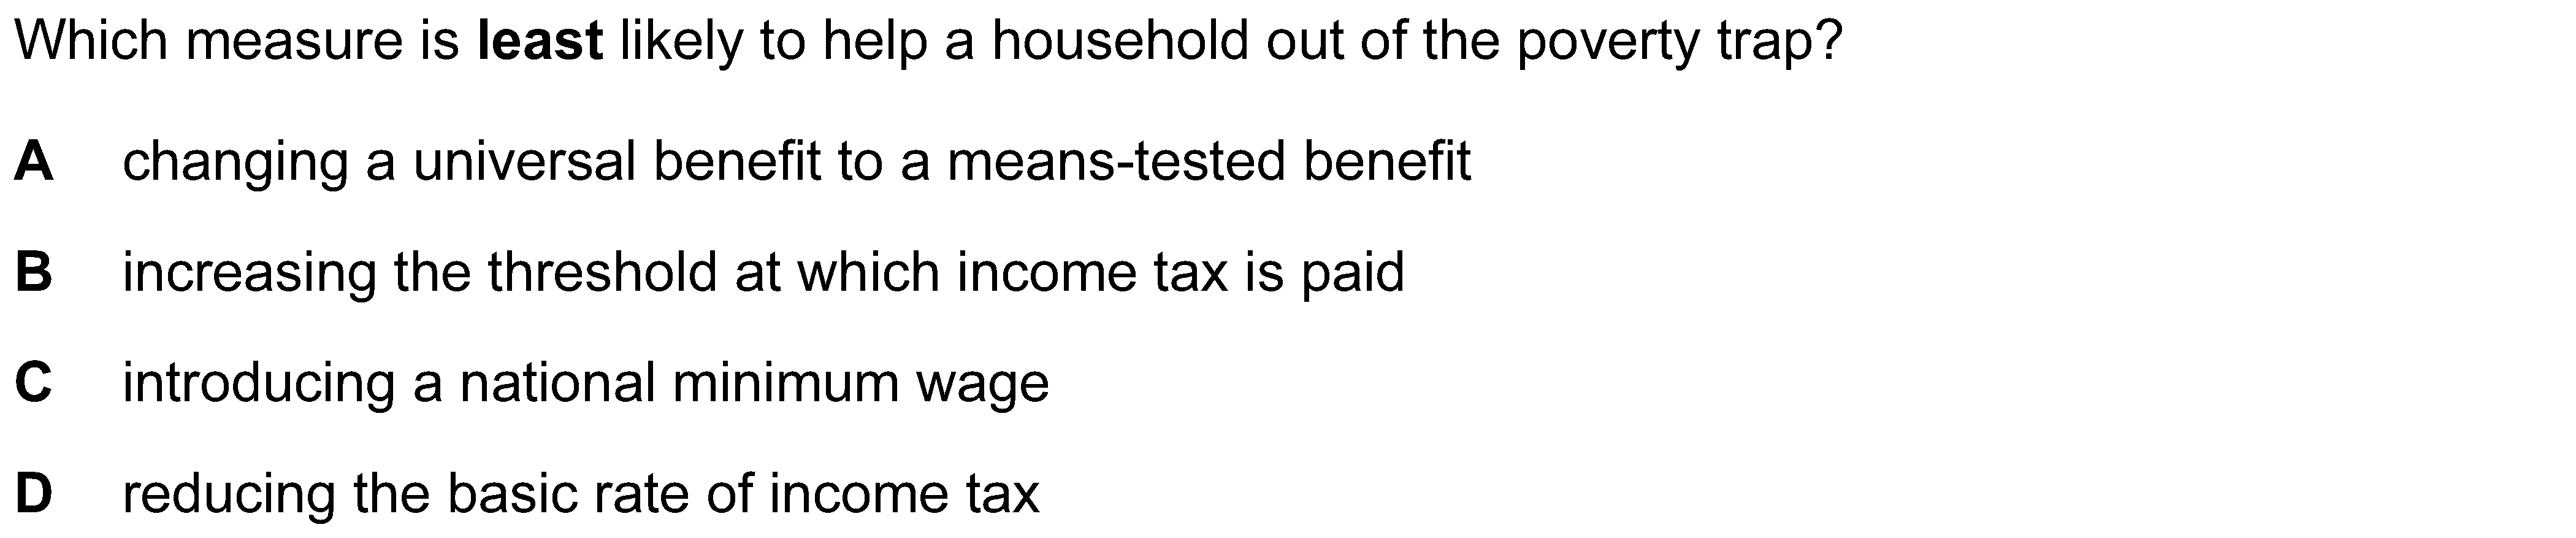 Which measure is least likely to help a household out of the poverty trap?
A changing a universal benefit to a means-tested benefit
B increasing the threshold at which income tax is paid
C introducing a national minimum wage
D reducing the basic rate of income tax